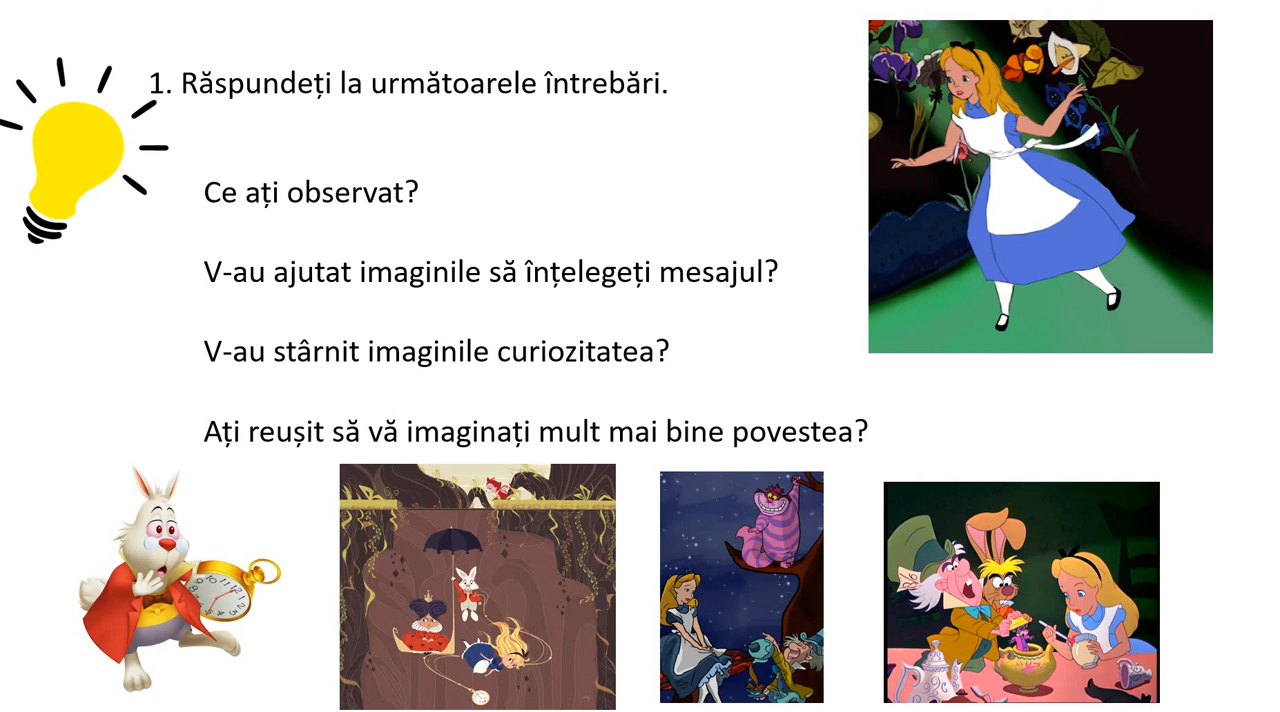 1. Răspundeți la următoarele întrebări.
Ce ați observat?
V-au ajutat imaginile să înțelegeți mesajul?
V-au stârnit imaginile curiozitatea?
Ați reușit să vă imaginați mult mai bine povestea?